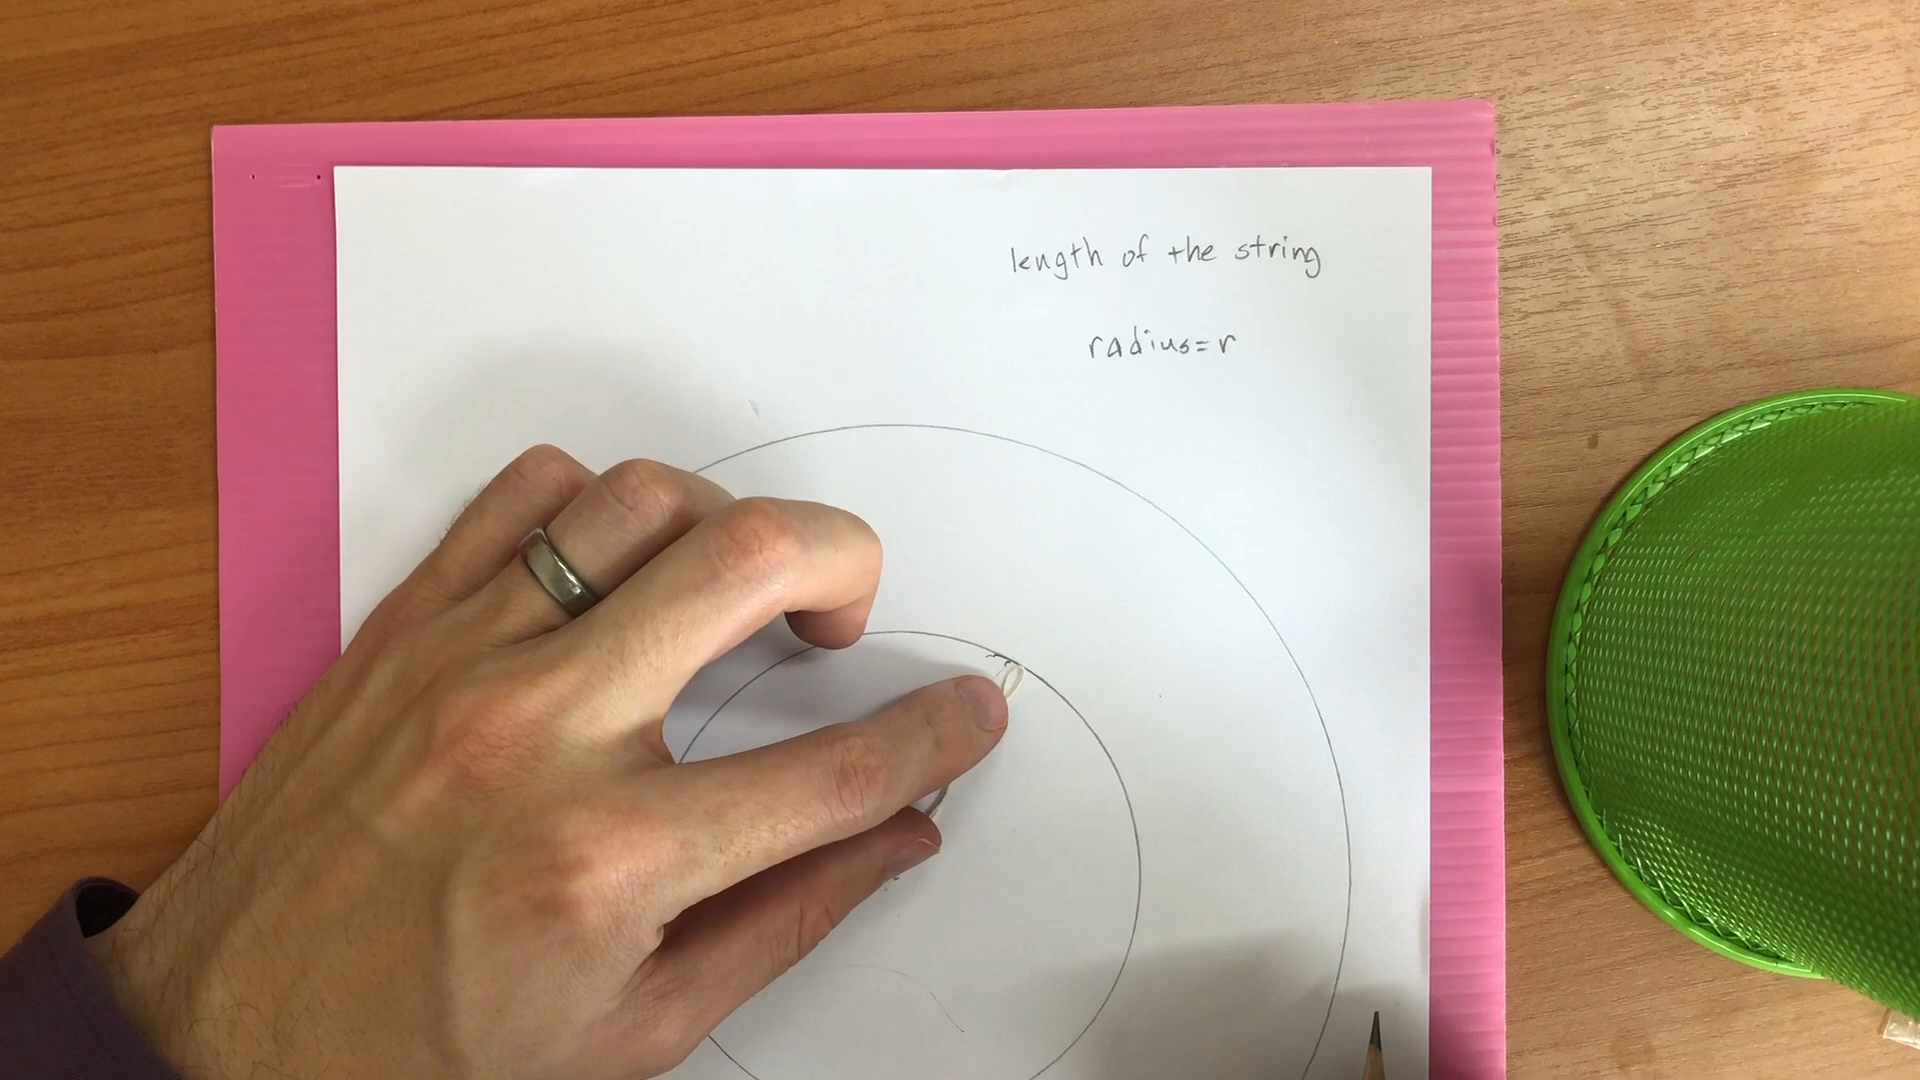 length of the string
radius=r